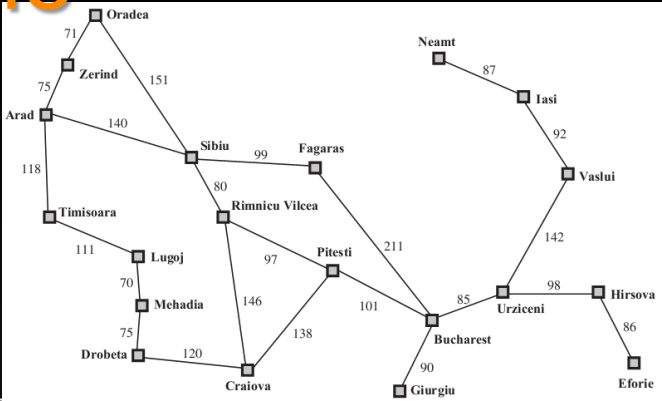 Oradea
71
Neamt
Zerind
87
75
151
Iasi
Arad
140
92
Sibiu
Fagaras
99
118
Vaslui
80
Timisoara
Rimnicu Vilcea
142
111
Lugoj
97
Pitesti
211
70
98
Hirsova
Mehadia
146
101
85
Urziceni
86
75
138
Bucharest
Drobeta
120
90
Craiova
Giurgiu
Eforie